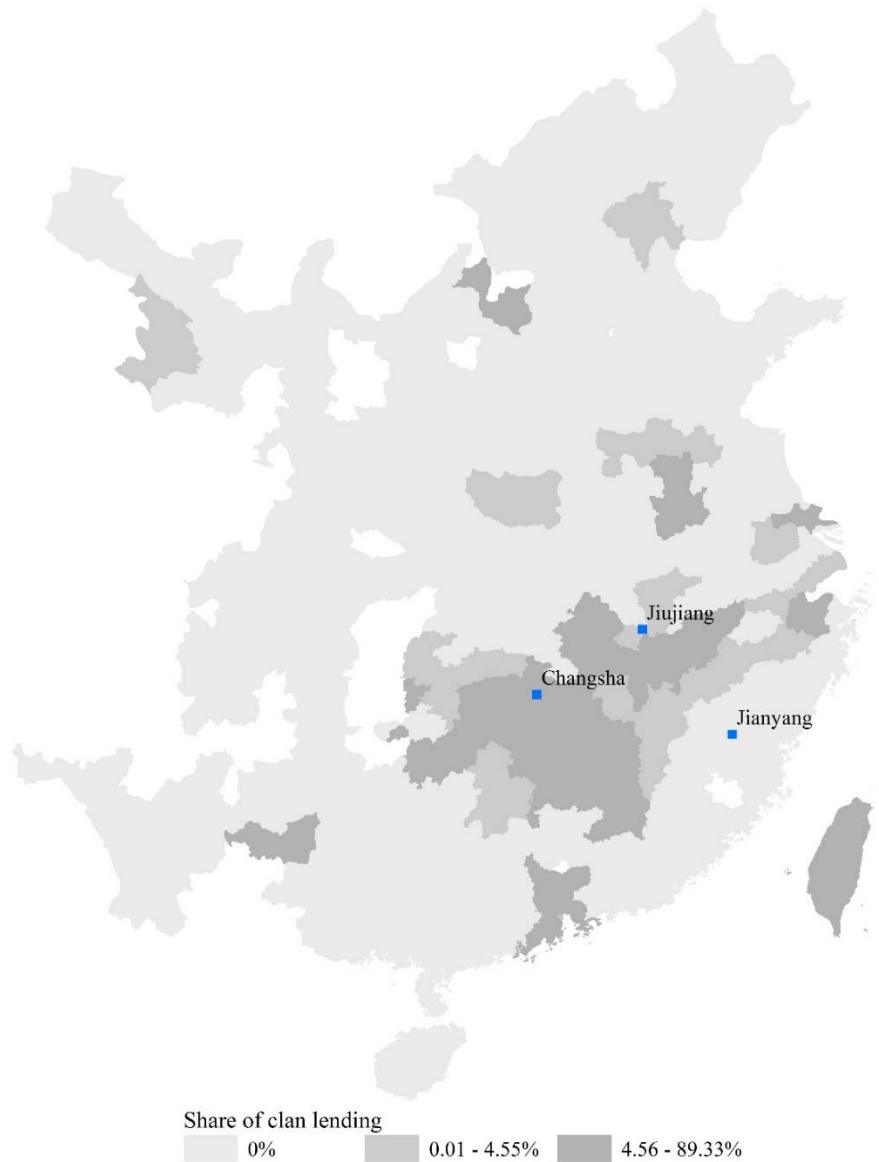 Jiujiang
Changsha
Jianyang
Share of clan lending
0% 0.01 - 4.55% 4.56 - 89.33%